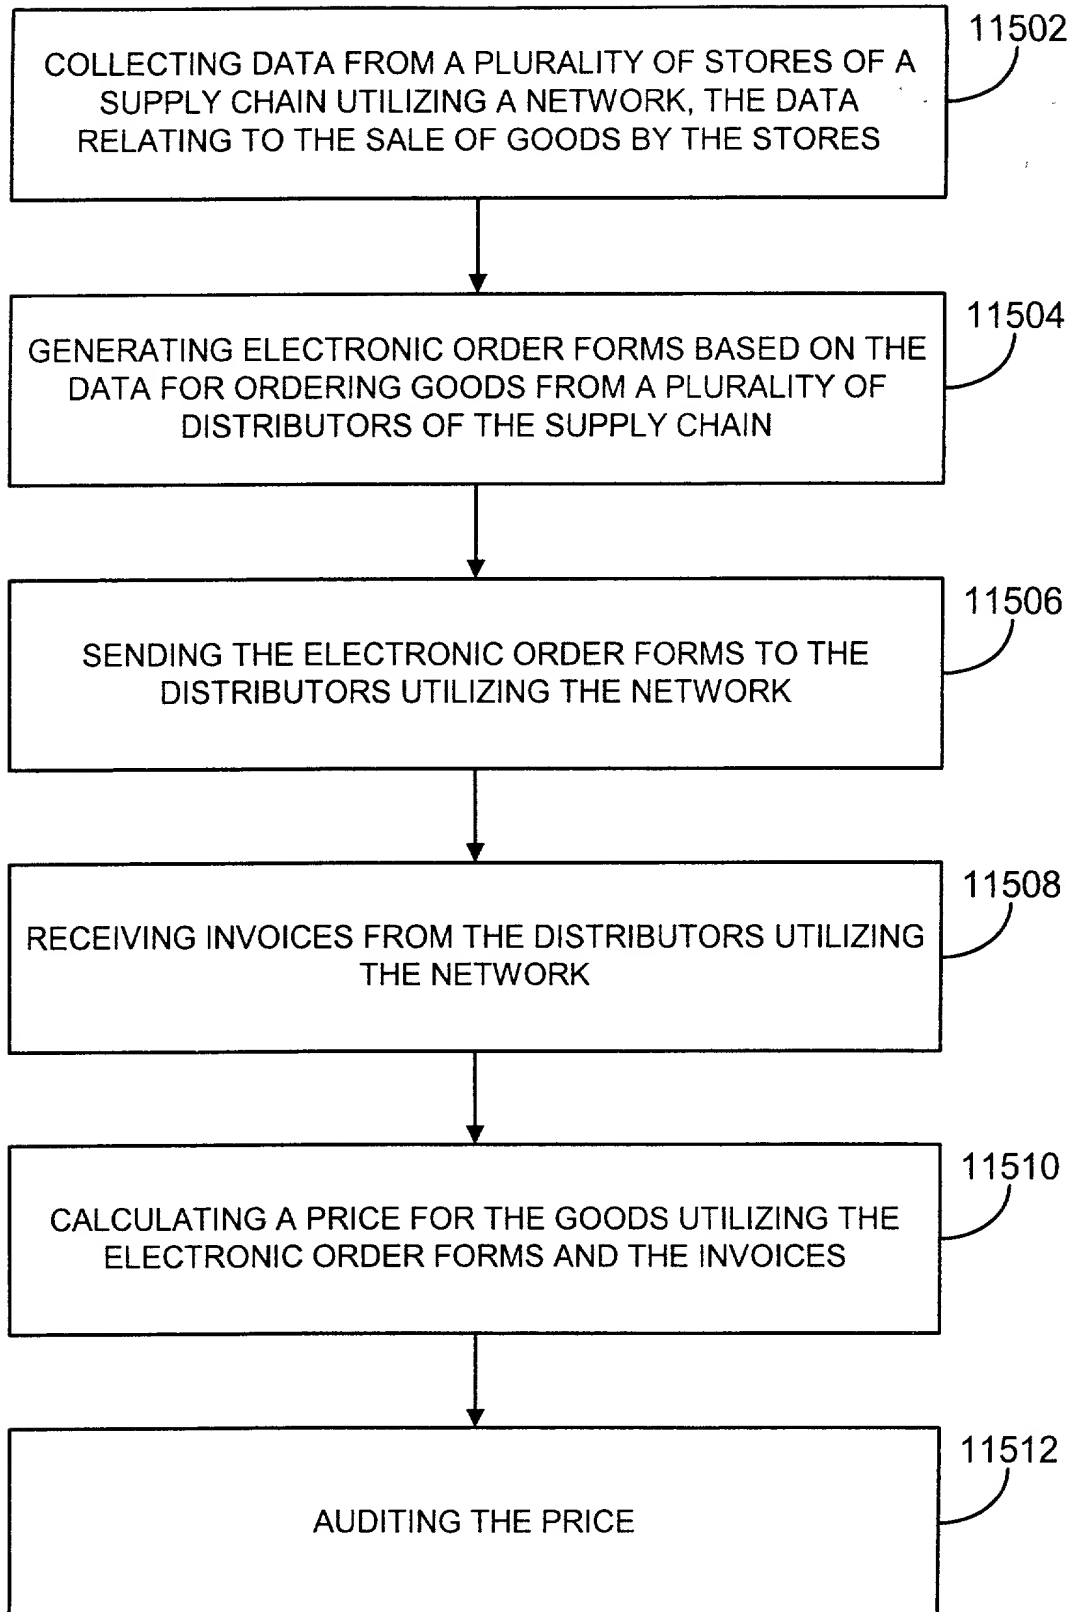 11502
COLLECTING DATA FROM A PLURALITY OF STORES OF A
SUPPLY CHAIN UTILIZING A NETWORK, THE DATA
RELATING TO THE SALE OF GOODS BY THE STORES
11504
GENERATING ELECTRONIC ORDER FORMS BASED ON THE
DATA FOR ORDERING GOODS FROM A PLURALITY OF
DISTRIBUTORS OF THE SUPPLY CHAIN
11506
SENDING THE ELECTRONIC ORDER FORMS TO THE
DISTRIBUTORS UTILIZING THE NETWORK
11508
RECEIVING INVOICES FROM THE DISTRIBUTORS UTILIZING
THE NETWORK
11510
CALCULATING A PRICE FOR THE GOODS UTILIZING THE
ELECTRONIC ORDER FORMS AND THE INVOICES
11512
AUDITING THE PRICE